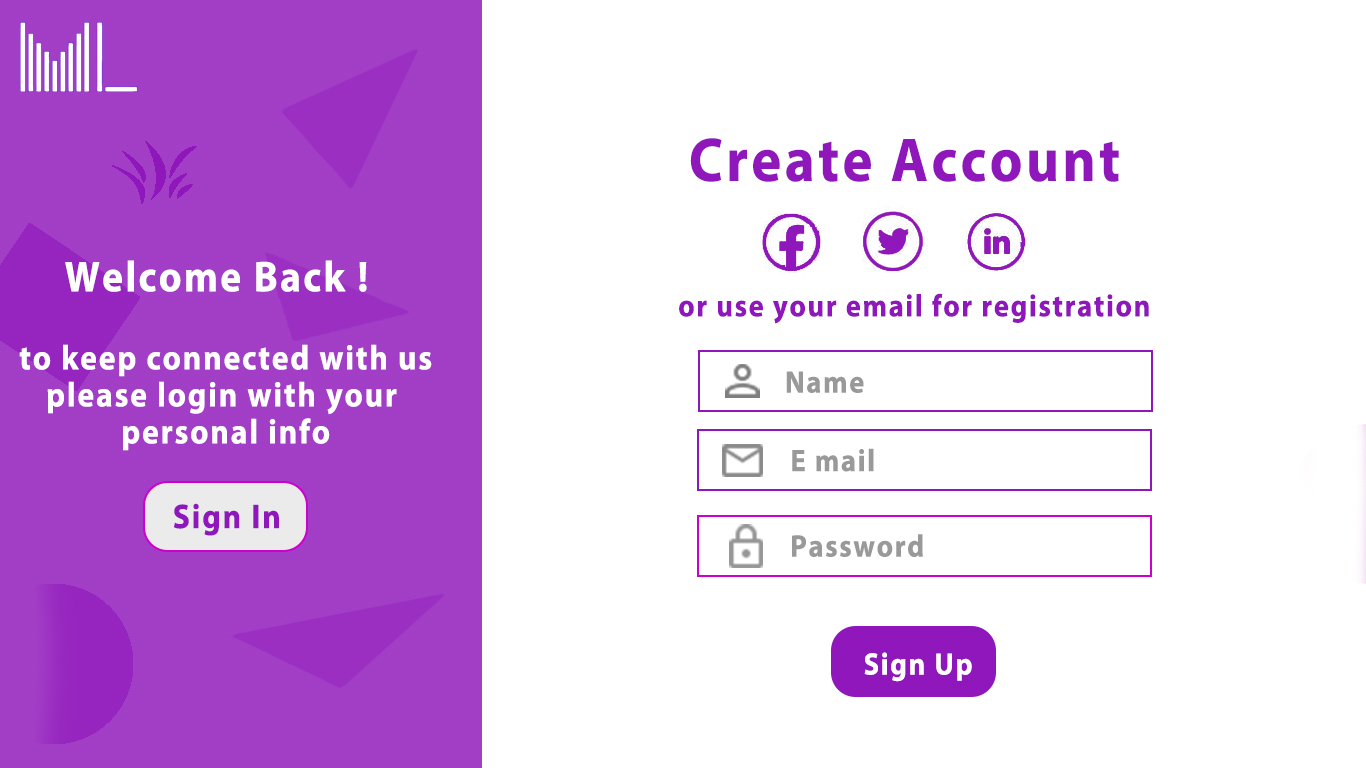 Welcome Back !
to keep connected with us
please login with your
personal info
Sign In
Create Account
or use your email for registration
Name
E mail
Password
Sign Up